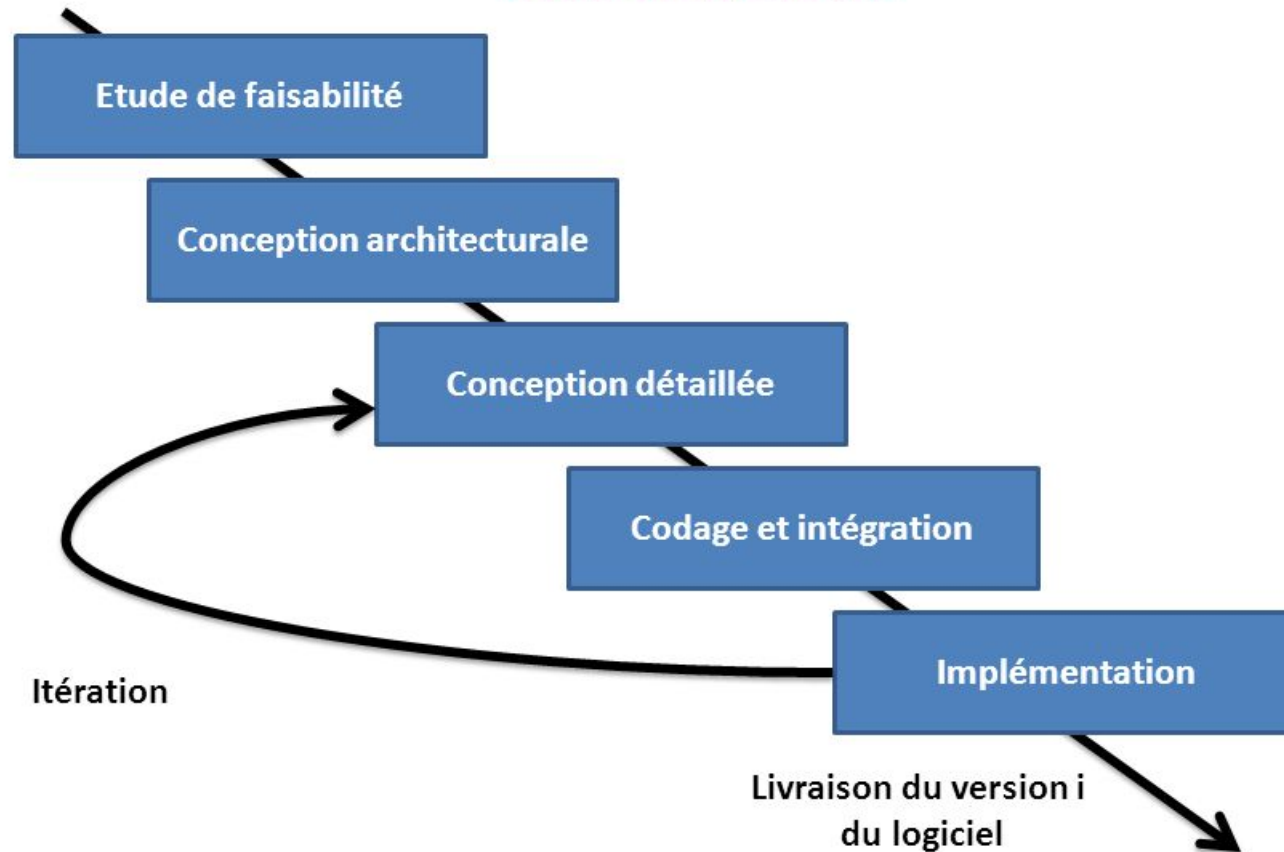 Etude de faisabilité
Conception architecturale
Conception détaillée
Codage et intégration
Implémentation
Itération
Livraison du version i
du logiciel